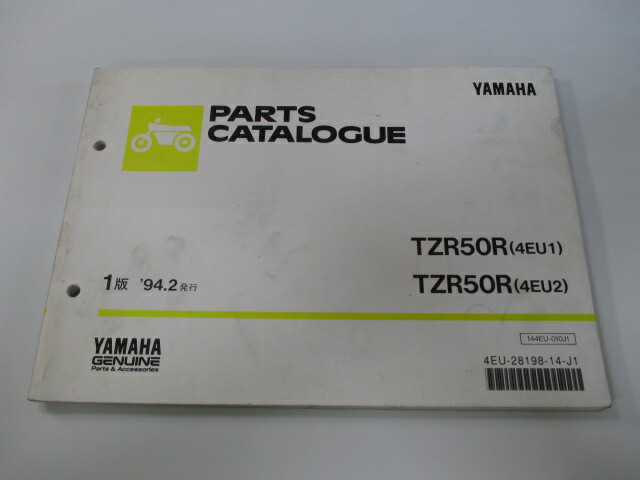 YAMAHA
PARTS
CATALOGUE
TZR50R(4EU1)
1版 '94.2発行
TZR50R(4EU2)
144EU-010J1
YAMAHA
GENUINE
Parts & Accessories
4EU-28198-14-J1